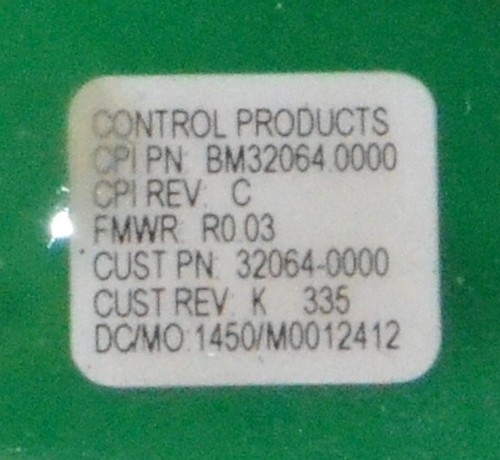 CONTROL PRODUCTS
CPI PN: BM32064.0000
CPI REV: C
FMWR: R0.03
CUST PN: 32064-0000
CUST REV: K 335
DC/MO:1450/M0012412